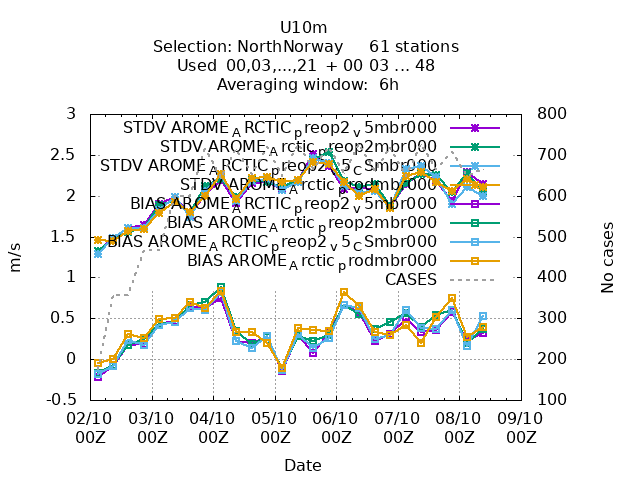 U10m
Selection: NorthNorway 61 stations
Used 00,03,...,21 + 00 03 ... 48
Averaging window: 6h
3 800
STDV AROME_ARCTIC_preop2_v5mbr000
STDV AROME_Arctic_preop2mbr000
2.5 700
STDV AROME_ARCTIC_preop2_v5_CSmbr000
STDV AROME_Arctic_prodmbr000
2 600
BIAS AROME_ARCTIC_preop2_v5mbr000
BIAS AROME_Arctic_preop2mbr000
1.5 500
BIAS AROME_ARCTIC_preop2_v5_CSmbr000
BIAS AROME_Arctic_prodmbr000
1 400
CASES
0.5 300
0 200
-0.5 100
m/s
No cases
02/10 03/10 04/10 05/10 06/10 07/10 08/10 09/10
00Z 00Z 00Z 00Z 00Z 00Z 00Z 00Z
Date